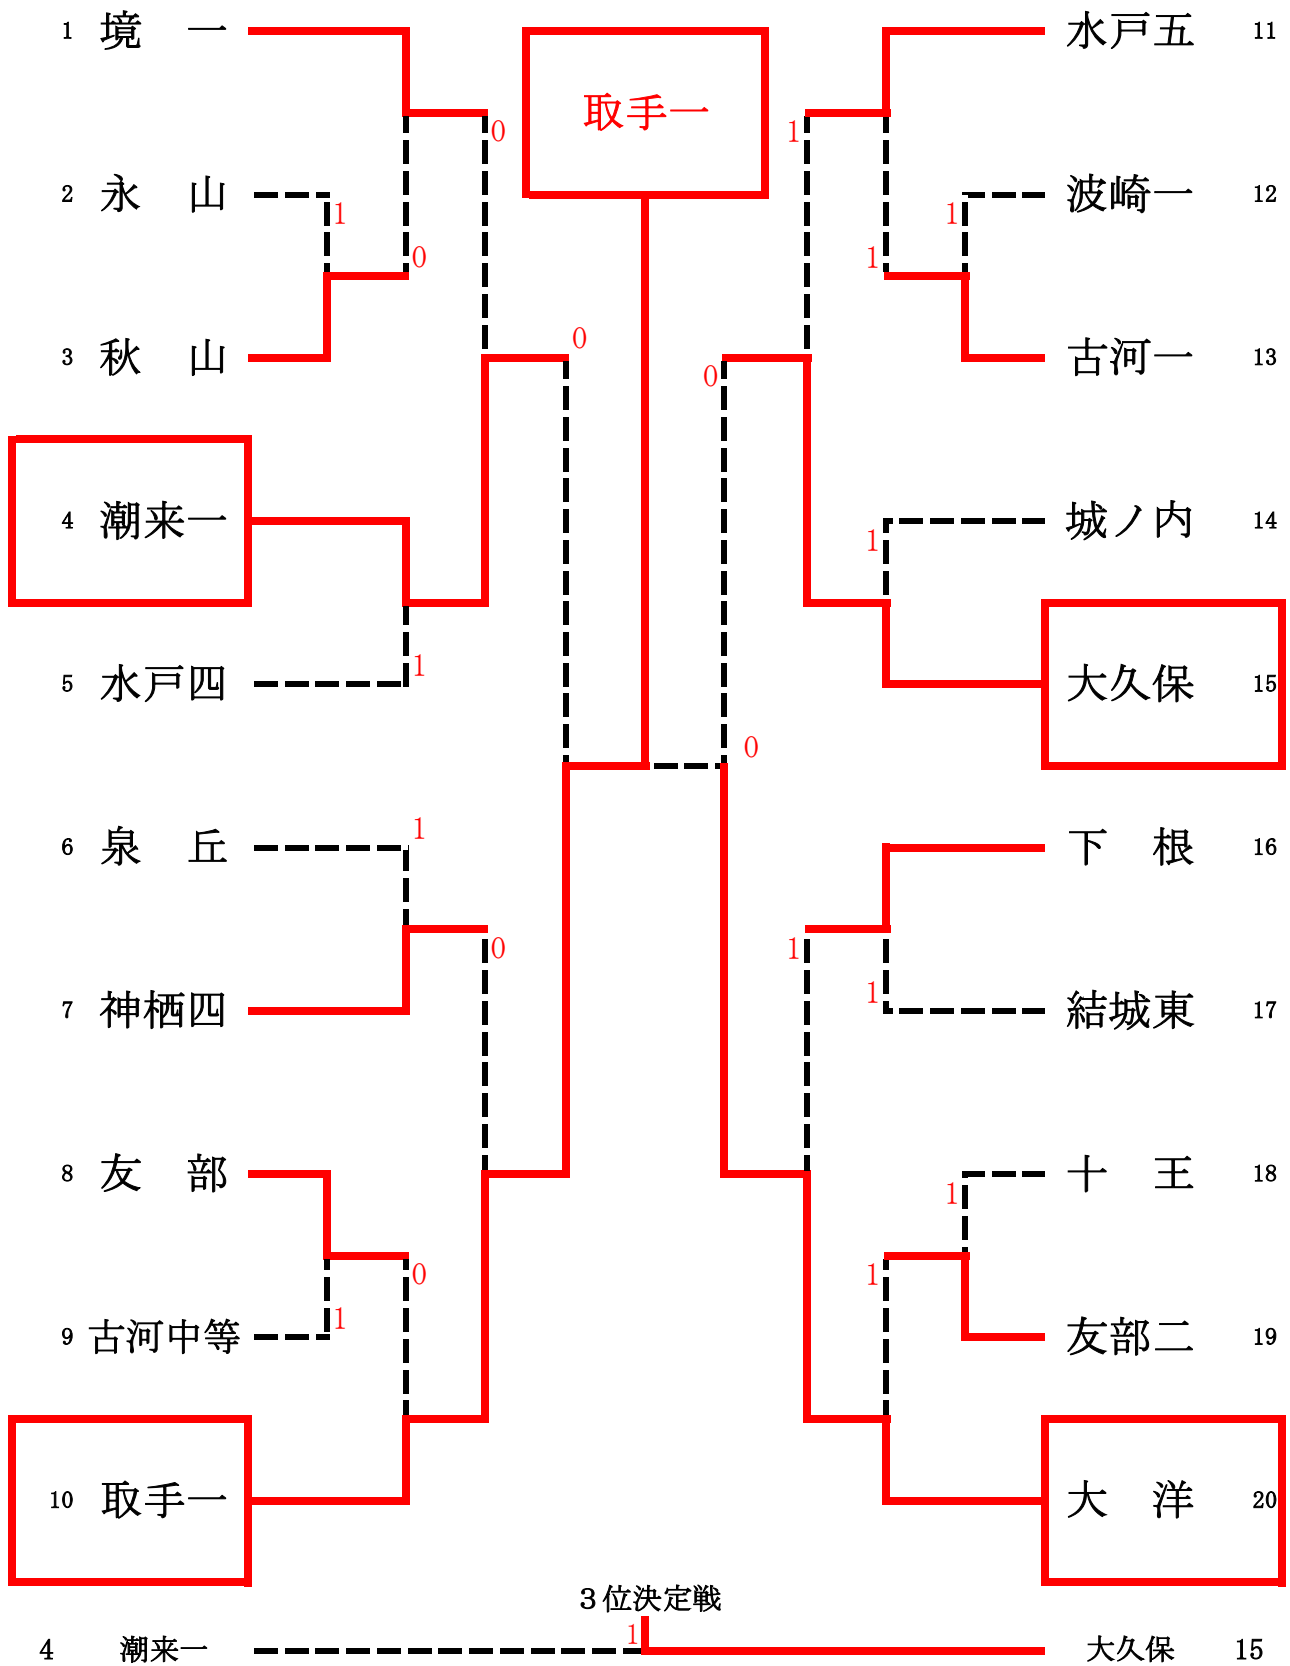 1 境 一
取手一
水戸五 11
0
1
2 永 山
波崎一 12
1
1
0
1
3 秋 山
0
0
古河一 13
4 潮来一
城ノ内 14
1
5 水戸四
1
大久保 15
0
6 泉 丘
1
下 根 16
0
1
7 神栖四
1
結城東 17
8 友 部
十 王 18
1
0
1
9 古河中等
1
友部二 19
10 取手一
大 洋 20
3位決定戦
4 潮来一
1
大久保 15